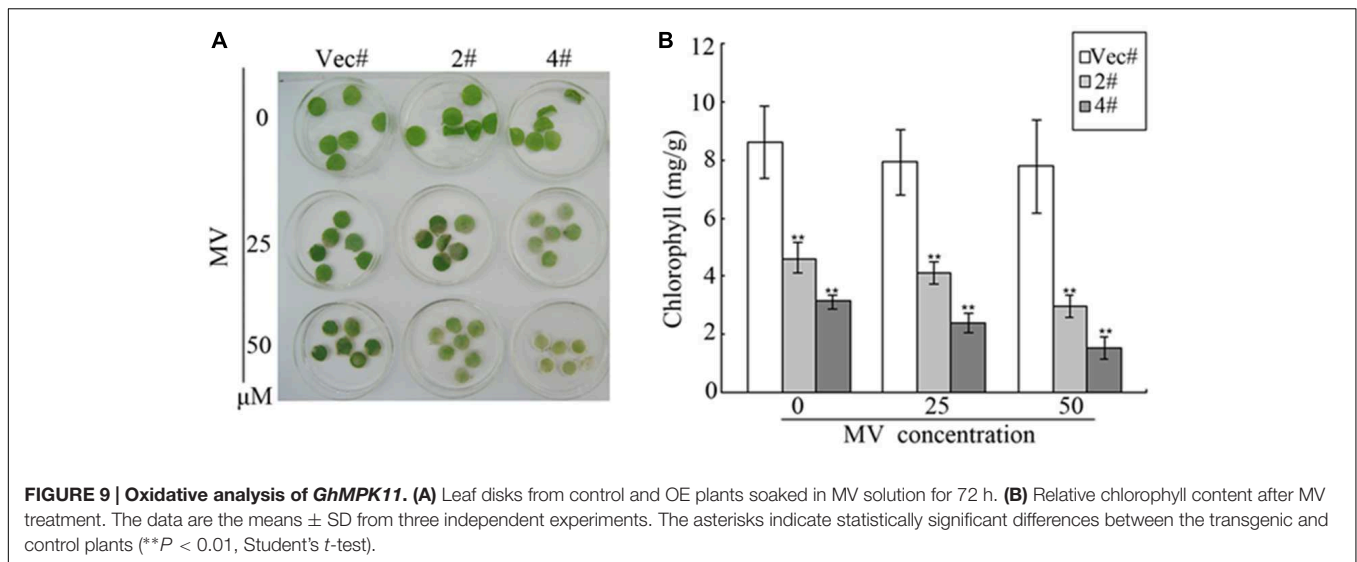 A
Vec# 2# 4#
0
25
50
μM
MV
B
12
10
8
6
4
2
0
Chlorophyll (mg/g)
Vec#
2#
4#
** **
** **
** **
0 25 50
MV concentration
FIGURE 9 | Oxidative analysis of GhMPK11. (A) Leaf disks from control and OE plants soaked in MV solution for 72 h. (B) Relative chlorophyll content after MV
treatment. The data are the means ± SD from three independent experiments. The asterisks indicate statistically significant differences between the transgenic and
control plants (**P < 0.01, Student's t-test).